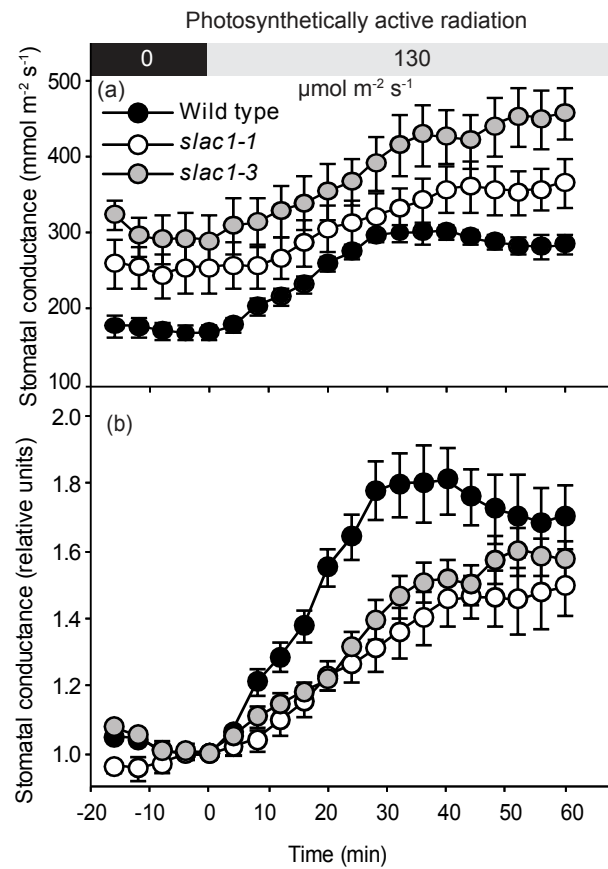 Photosynthetically active radiation
0 130
(a) µmol m⁻² s⁻¹
Wild type
slac1-1
slac1-3
Stomatal conductance (mmol m⁻² s⁻¹)
500
400
300
200
100
(b)
Stomatal conductance (relative units)
2.0
1.8
1.6
1.4
1.2
1.0
-20 -10 0 10 20 30 40 50 60
Time (min)